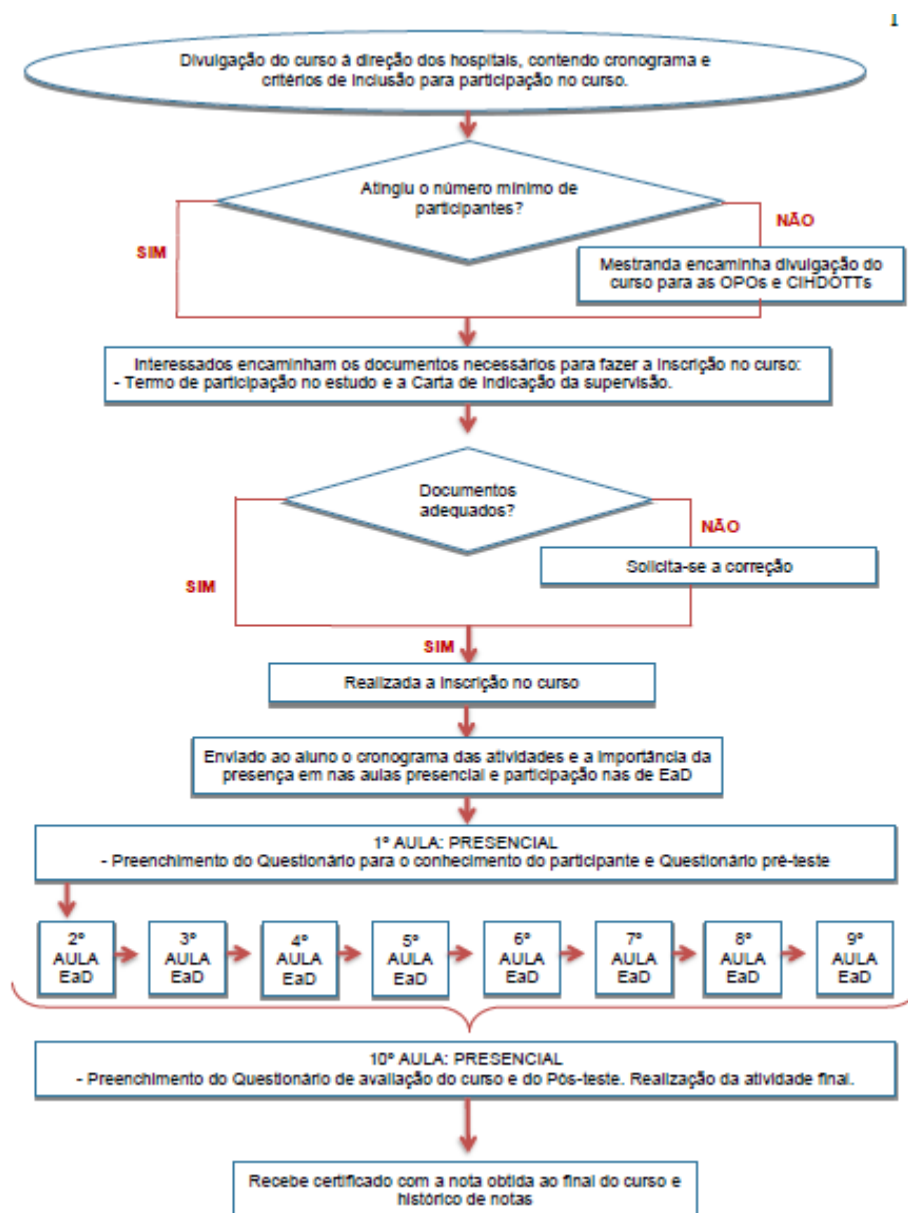 1
Divulgação do curso à direção dos hospitais, contendo cronograma e
critérios de inclusão para participação no curso.
Atingiu o número mínimo de
participantes?
NÃO
SIM
Mestranda encaminha divulgação do
curso para as OPOs e CIHDOTTs
Interessados encaminham os documentos necessários para fazer a inscrição no curso:
- Termo de participação no estudo e a Carta de indicação da supervisão.
Documentos
adequados?
NÃO
Solicita-se a correção
SIM
SIM
Realizada a inscrição no curso
Enviado ao aluno o cronograma das atividades e a importância da
presença em nas aulas presencial e participação nas de EaD
1º AULA: PRESENCIAL
- Preenchimento do Questionário para o conhecimento do participante e Questionário pré-teste
2º
AULA
EaD
3º
AULA
EaD
4º
AULA
EaD
5º
AULA
EaD
6º
AULA
EaD
7º
AULA
EaD
8º
AULA
EaD
9º
AULA
EaD
10º AULA: PRESENCIAL
- Preenchimento do Questionário de avaliação do curso e do Pós-teste. Realização da atividade final.
Recebe certificado com a nota obtida ao final do curso e
histórico de notas